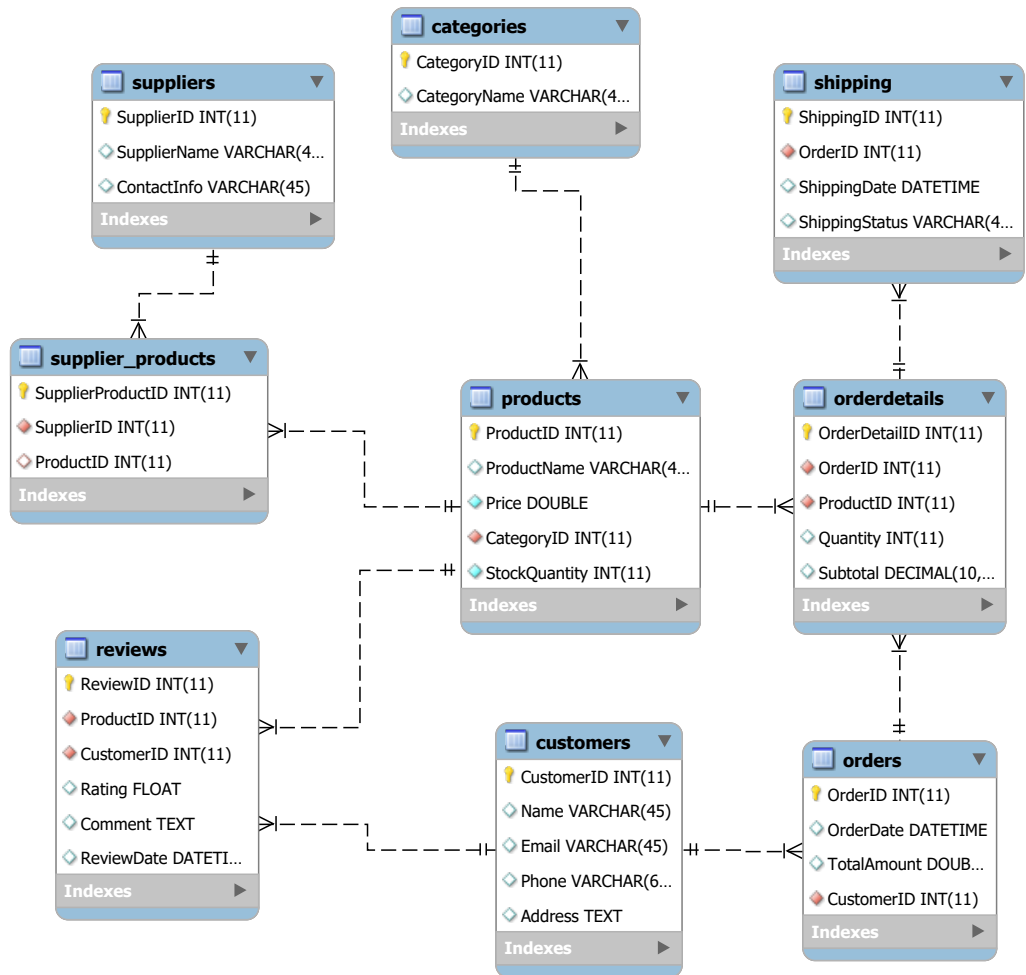 categories
CategoryID INT(11)
CategoryName VARCHAR(4...
Indexes
suppliers
SupplierID INT(11)
SupplierName VARCHAR(4...
ContactInfo VARCHAR(45)
Indexes
shipping
ShippingID INT(11)
OrderID INT(11)
ShippingDate DATETIME
ShippingStatus VARCHAR(4...
Indexes
supplier_products
SupplierProductID INT(11)
SupplierID INT(11)
ProductID INT(11)
Indexes
products
ProductID INT(11)
ProductName VARCHAR(4...
Price DOUBLE
CategoryID INT(11)
StockQuantity INT(11)
Indexes
orderdetails
OrderDetailID INT(11)
OrderID INT(11)
ProductID INT(11)
Quantity INT(11)
Subtotal DECIMAL(10,...
Indexes
reviews
ReviewID INT(11)
ProductID INT(11)
CustomerID INT(11)
Rating FLOAT
Comment TEXT
ReviewDate DATETI...
Indexes
customers
CustomerID INT(11)
Name VARCHAR(45)
Email VARCHAR(45)
Phone VARCHAR(6...
Address TEXT
Indexes
orders
OrderID INT(11)
OrderDate DATETIME
TotalAmount DOUB...
CustomerID INT(11)
Indexes